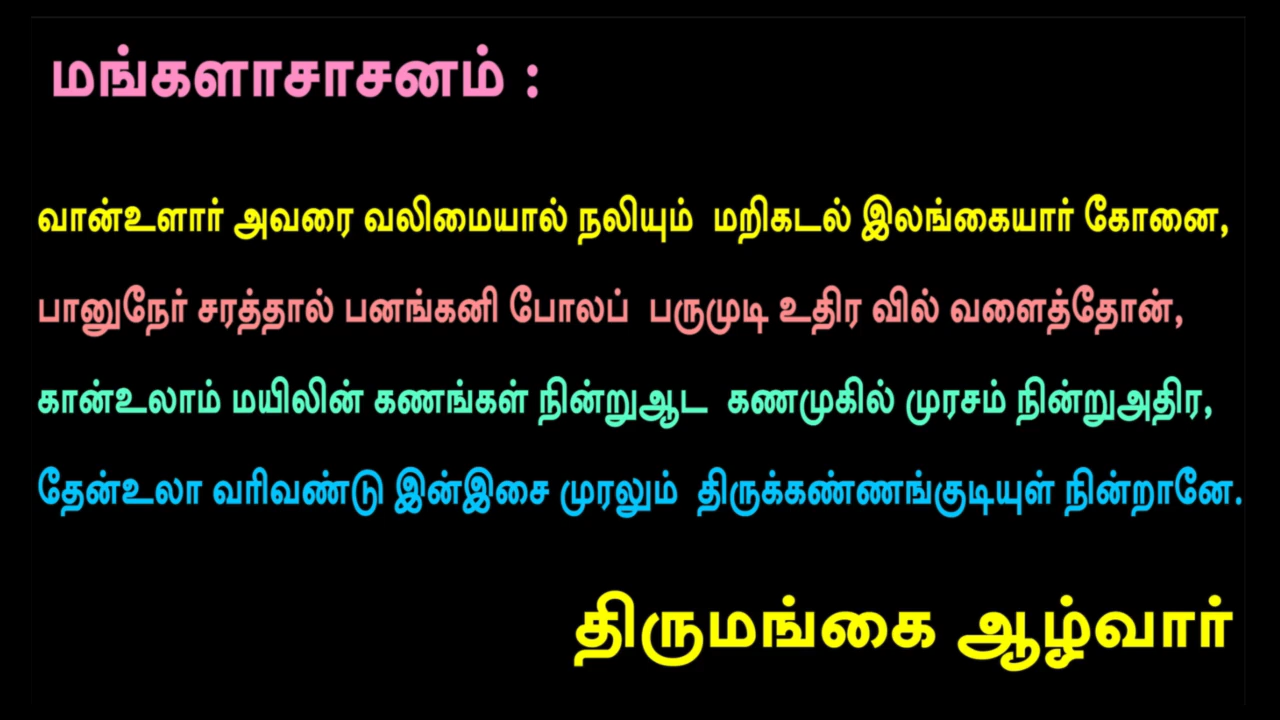 மங்களாசாசனம் :
வான்உளார் அவரை வலிமையால் நலியும் மறிகடல் இலங்கையார் கோனை,
பானுநேர் சரத்தால் பனங்கனி போலப் பருமுடி உதிர வில் வளைத்தோன்,
கான்உலாம் மயிலின் கணங்கள் நின்றுஆட கணமுகில் முரசம் நின்றுஅதிர,
தேன்உலா வரிவண்டு இன்இசை முரலும் திருக்கண்ணங்குடியுள் நின்றானே.
திருமங்கை ஆழ்வார்